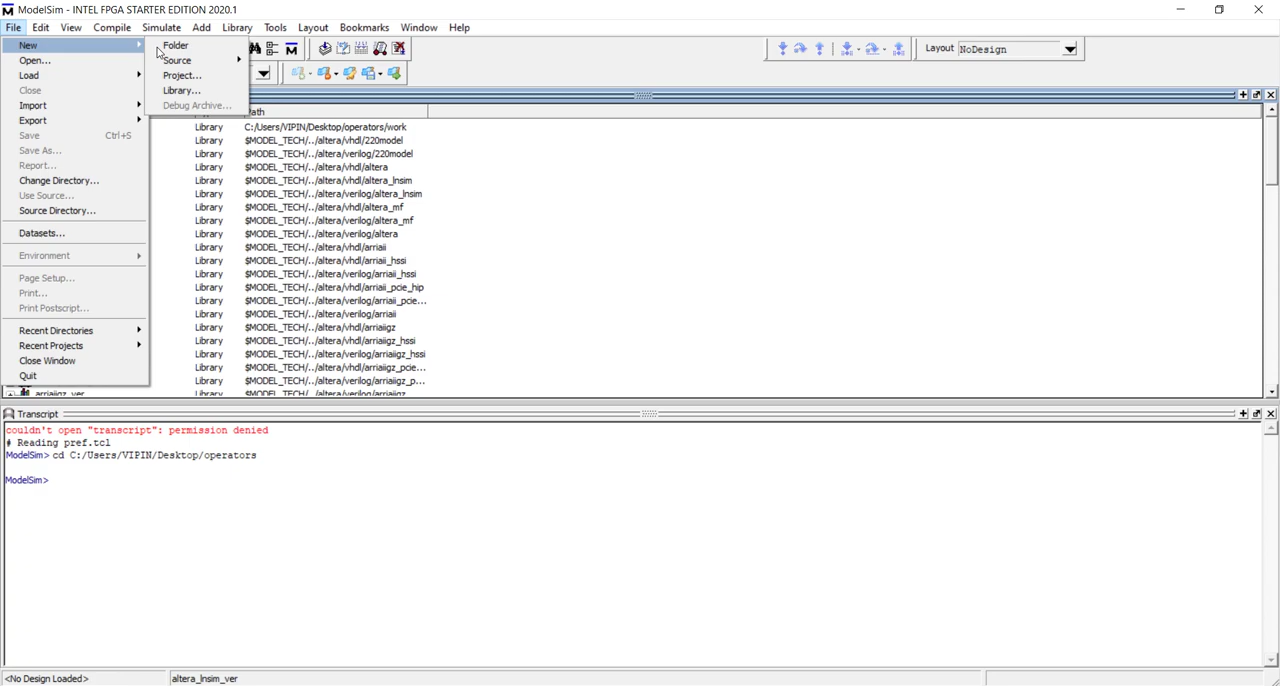 ModelSim - INTEL FPGA STARTER EDITION 2020.1
File Edit View Compile Simulate Add Library Tools Layout Bookmarks Window Help
New
Open...
Load
Close
Import
Export
Save Ctrl+S
Save As...
Report...
Change Directory...
Use Source...
Source Directory...
Datasets...
Environment
Page Setup...
Print...
Print Postscript...
Recent Directories
Recent Projects
Close Window
Quit
Folder
Source
Project...
Library...
Debug Archive...
Layout NoDesign
Library C:/Users/VIPIN/Desktop/operators/work
Library $MODEL_TECH/../altera/vhdl/220model
Library $MODEL_TECH/../altera/verilog/220model
Library $MODEL_TECH/../altera/vhdl/altera
Library $MODEL_TECH/../altera/vhdl/altera_lnsim
Library $MODEL_TECH/../altera/verilog/altera_lnsim
Library $MODEL_TECH/../altera/vhdl/altera_mf
Library $MODEL_TECH/../altera/verilog/altera_mf
Library $MODEL_TECH/../altera/verilog/altera
Library $MODEL_TECH/../altera/vhdl/arriaii
Library $MODEL_TECH/../altera/vhdl/arriaii_hssi
Library $MODEL_TECH/../altera/verilog/arriaii_hssi
Library $MODEL_TECH/../altera/vhdl/arriaii_pcie_hip
Library $MODEL_TECH/../altera/verilog/arriaii_pcie...
Library $MODEL_TECH/../altera/verilog/arriaii
Library $MODEL_TECH/../altera/vhdl/arriaiigz
Library $MODEL_TECH/../altera/vhdl/arriaiigz_hssi
Library $MODEL_TECH/../altera/verilog/arriaiigz_hssi
Library $MODEL_TECH/../altera/vhdl/arriaiigz_pcie...
Library $MODEL_TECH/../altera/verilog/arriaiigz_p...
arriaiigz_ver Library $MODEL_TECH/../altera/verilog/arriaiigz
Transcript
couldn't open "transcript": permission denied
# Reading pref.tcl
ModelSim> cd C:/Users/VIPIN/Desktop/operators
ModelSim>
<No Design Loaded> altera_lnsim_ver